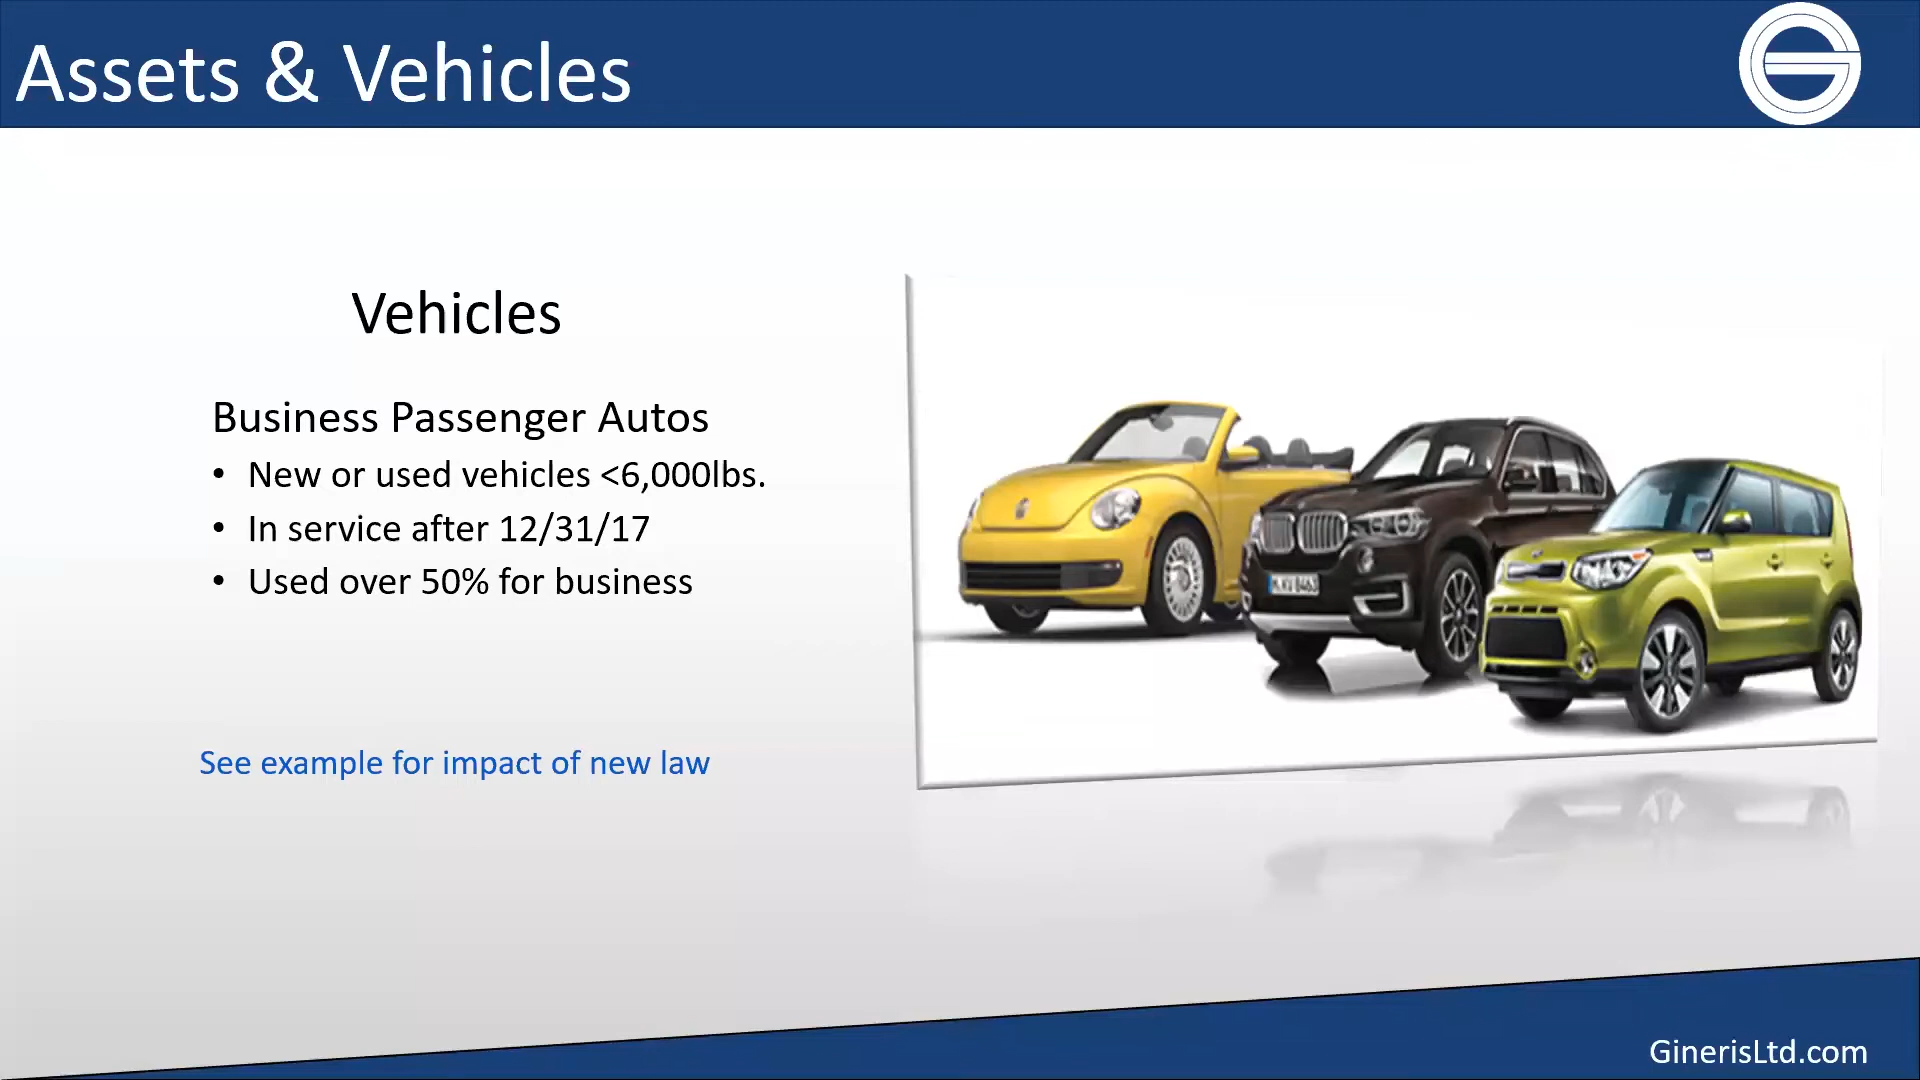 Assets & Vehicles
Vehicles
Business Passenger Autos
• New or used vehicles <6,000lbs.
• In service after 12/31/17
• Used over 50% for business
See example for impact of new law
GinerisLtd.com